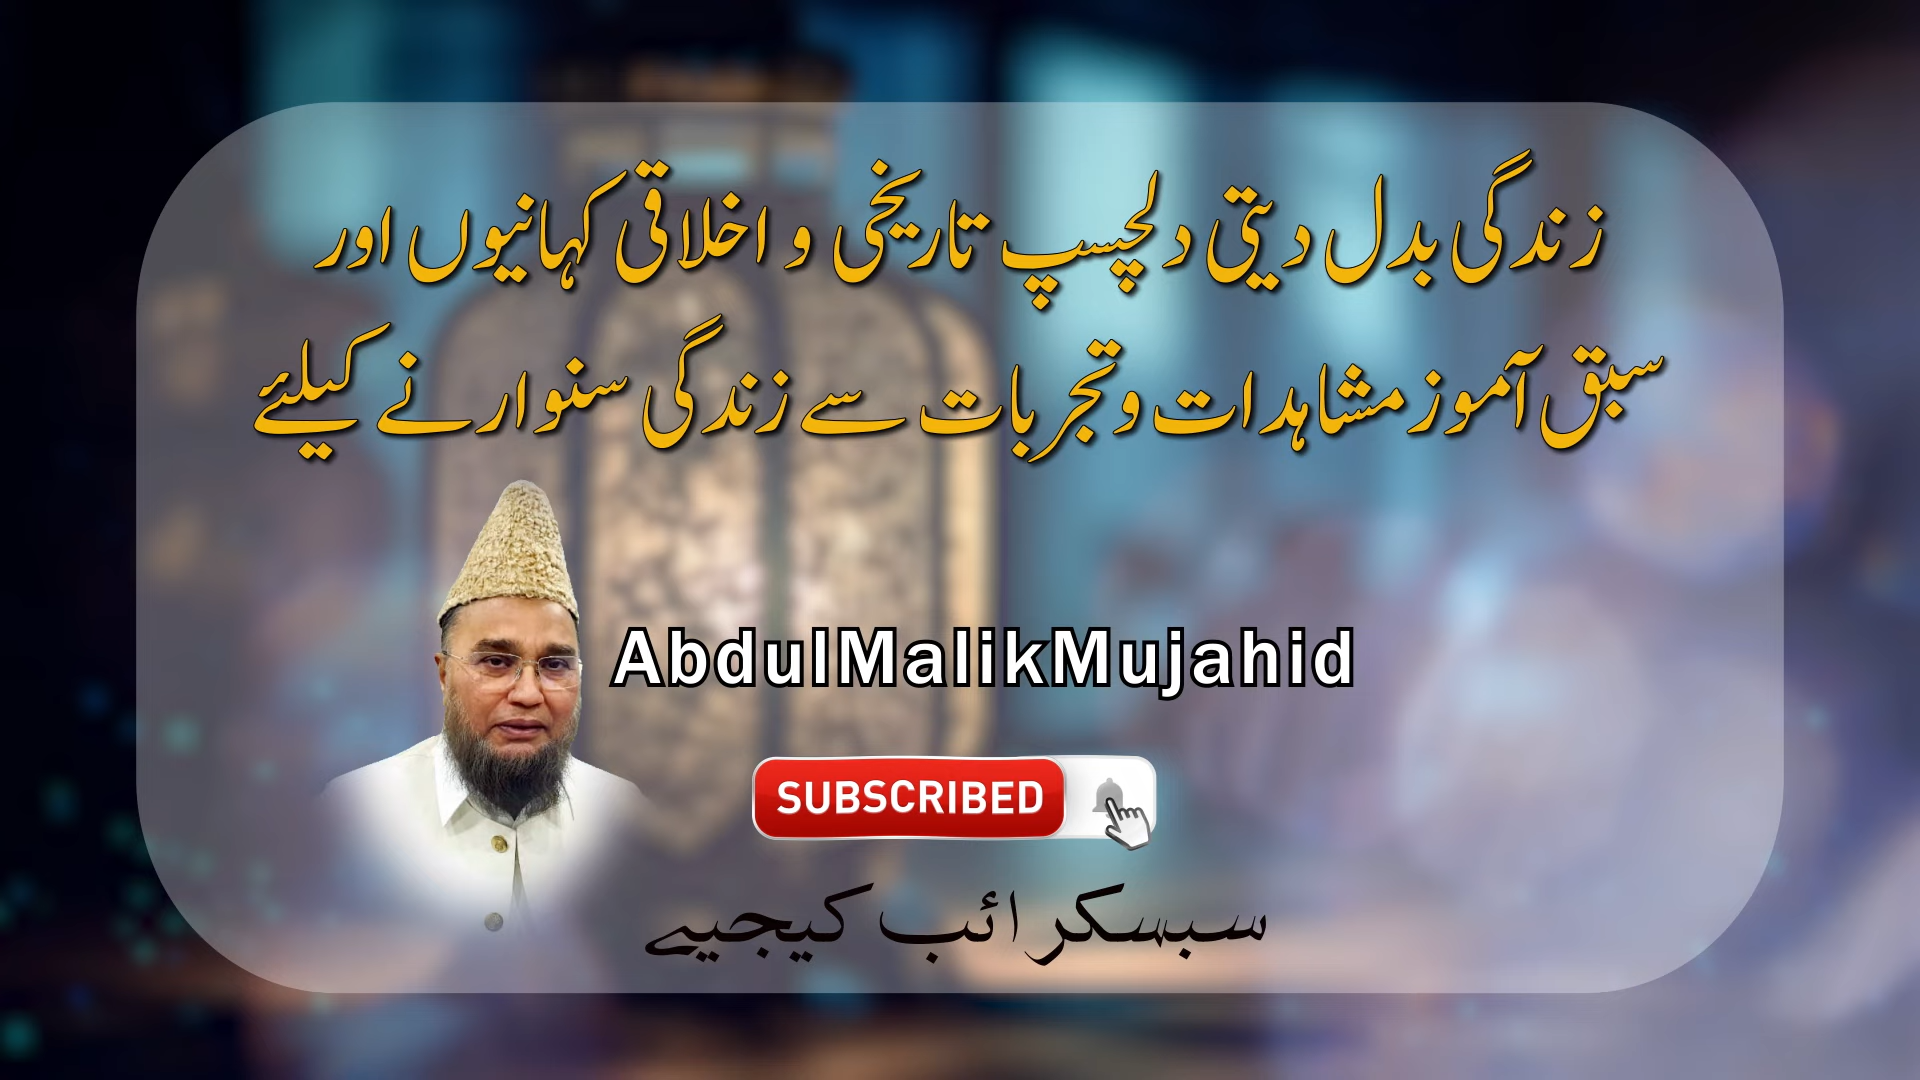 زندگی بدل دیتی دلچسپ تاریخی و اخلاقی کہانیوں اور
سبق آموز مشاہدات و تجربات سے زندگی سنوارنے کیلئے
AbdulMalikMujahid
SUBSCRIBED
سبسکرائب کیجیے